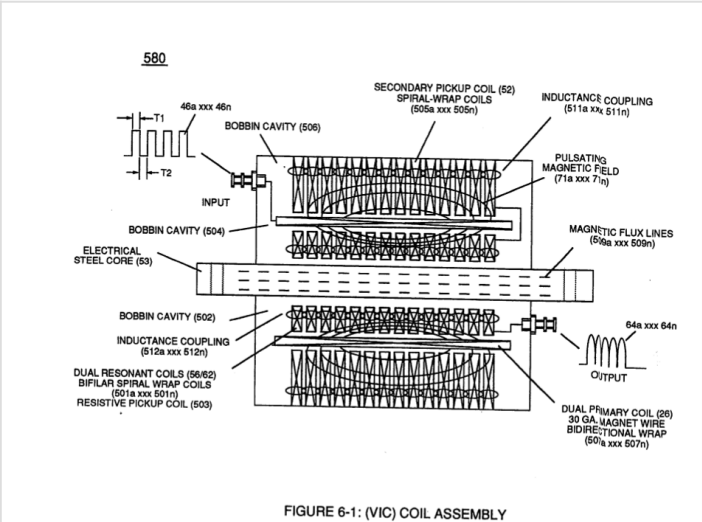 580
46a xxx 46n
T1
T2
BOBBIN CAVITY (506)
SECONDARY PICKUP COIL (52)
SPIRAL-WRAP COILS
(505a xxx 505n)
INDUCTANCE COUPLING
(511a xxx 511n)
PULSATING
MAGNETIC FIELD
(71a xxx 71n)
INPUT
BOBBIN CAVITY (504)
MAGNETIC FLUX LINES
(509a xxx 509n)
ELECTRICAL
STEEL CORE (53)
BOBBIN CAVITY (502)
INDUCTANCE COUPLING
(512a xxx 512n)
64a xxx 64n
OUTPUT
DUAL RESONANT COILS (56/62)
BIFILAR SPIRAL WRAP COILS
(501a xxx 501n)
RESISTIVE PICKUP COIL (503)
DUAL PRIMARY COIL (26)
30 GA. MAGNET WIRE
BIDIRECTIONAL WRAP
(507a xxx 507n)
FIGURE 6-1: (VIC) COIL ASSEMBLY